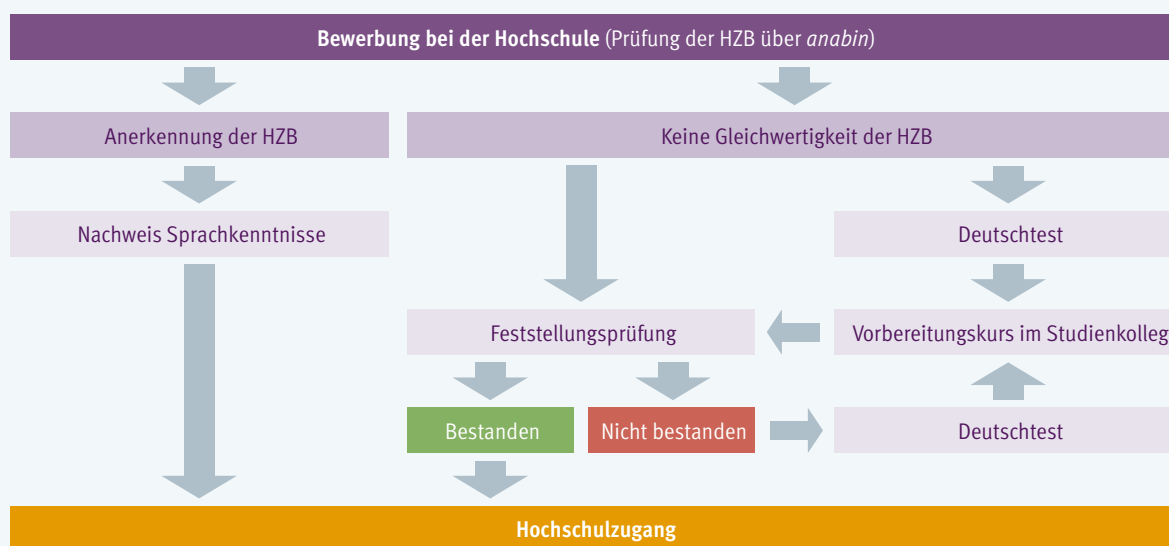 Bewerbung bei der Hochschule (Prüfung der HZB über anabin)
Anerkennung der HZB
Keine Gleichwertigkeit der HZB
Nachweis Sprachkenntnisse
Deutschtest
Feststellungsprüfung
Vorbereitungskurs im Studienkolleg
Bestanden
Nicht bestanden
Deutschtest
Hochschulzugang